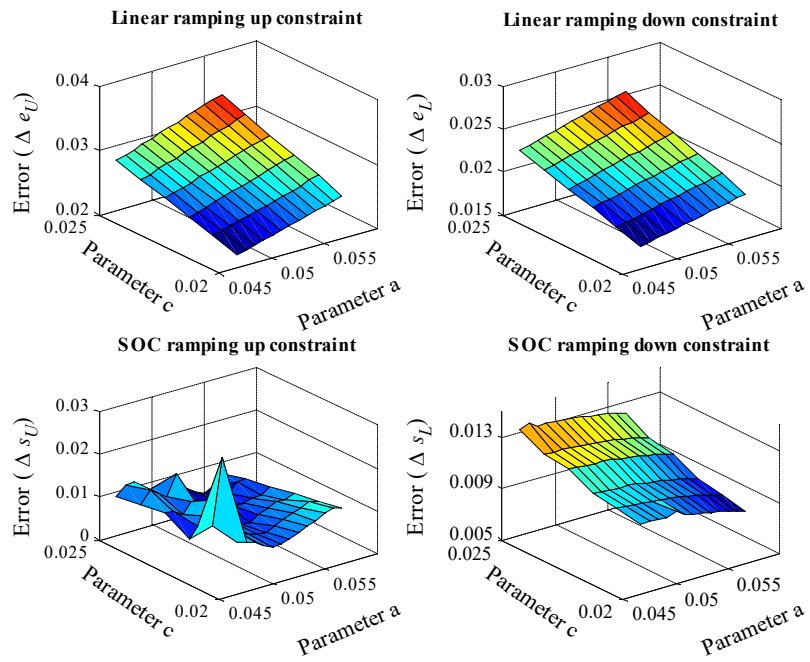 Linear ramping up constraint
Error ( Δ e_U )
0.04
0.03
0.02
0.025
0.02
Parameter c
0.045
0.05
0.055
Parameter a
Linear ramping down constraint
Error ( Δ e_L )
0.03
0.025
0.02
0.015
0.025
0.02
Parameter c
0.045
0.05
0.055
Parameter a
SOC ramping up constraint
Error ( Δ s_U )
0.03
0.02
0.01
0
0.025
0.02
Parameter c
0.045
0.05
0.055
Parameter a
SOC ramping down constraint
Error ( Δ s_L )
0.013
0.009
0.005
0.025
0.02
Parameter c
0.045
0.05
0.055
Parameter a